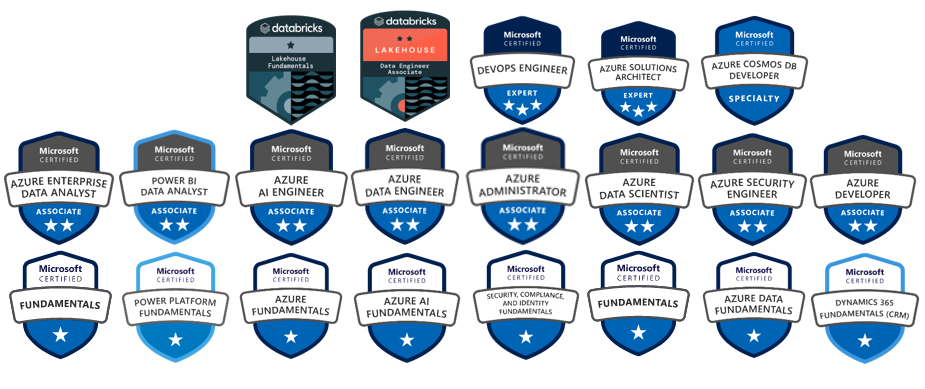 databricks
Lakehouse
Fundamentals
databricks
LAKEHOUSE
Data Engineer
Associate
Microsoft
CERTIFIED
DEVOPS ENGINEER
EXPERT
Microsoft
CERTIFIED
AZURE SOLUTIONS
ARCHITECT
EXPERT
Microsoft
CERTIFIED
AZURE COSMOS DB
DEVELOPER
SPECIALTY
Microsoft
CERTIFIED
AZURE ENTERPRISE
DATA ANALYST
ASSOCIATE
Microsoft
CERTIFIED
POWER BI
DATA ANALYST
ASSOCIATE
Microsoft
CERTIFIED
AZURE
AI ENGINEER
ASSOCIATE
Microsoft
CERTIFIED
AZURE
DATA ENGINEER
ASSOCIATE
Microsoft
CERTIFIED
AZURE
ADMINISTRATOR
ASSOCIATE
Microsoft
CERTIFIED
AZURE
DATA SCIENTIST
ASSOCIATE
Microsoft
CERTIFIED
AZURE SECURITY
ENGINEER
ASSOCIATE
Microsoft
CERTIFIED
AZURE
DEVELOPER
ASSOCIATE
Microsoft
CERTIFIED
FUNDAMENTALS
Microsoft
CERTIFIED
POWER PLATFORM
FUNDAMENTALS
Microsoft
CERTIFIED
AZURE
FUNDAMENTALS
Microsoft
CERTIFIED
AZURE AI
FUNDAMENTALS
Microsoft
CERTIFIED
SECURITY, COMPLIANCE,
AND IDENTITY
FUNDAMENTALS
Microsoft
CERTIFIED
FUNDAMENTALS
Microsoft
CERTIFIED
AZURE DATA
FUNDAMENTALS
Microsoft
CERTIFIED
DYNAMICS 365
FUNDAMENTALS (CRM)